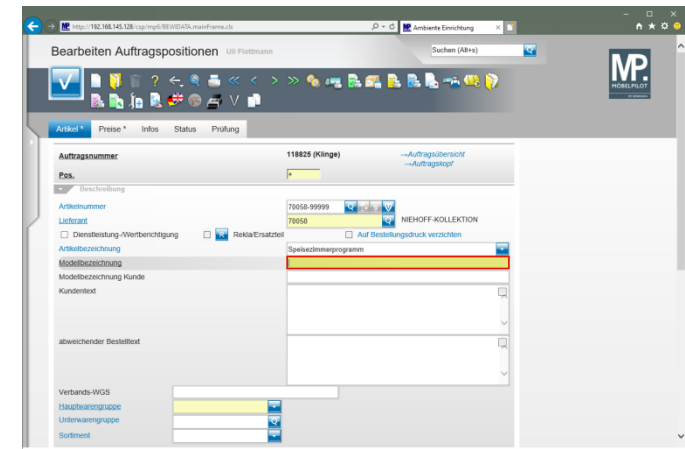 http://192.168.145.128/csp/mp5/BEWIDATA.mainFrame.cls
Ambiente Einrichtung
Bearbeiten Auftragspositionen Uli Flottmann
Suchen (Alt+s)
MP.
MÖBELPILOT
Artikel * Preise * Infos Status Prüfung
Auftragsnummer 118825 (Klinge) →Auftragsübersicht
→Auftragskopf
Pos. +
Beschreibung
Artikelnummer 70058-99999
Lieferant 70058 NIEHOFF-KOLLEKTION
Dienstleistung-/Wertberichtigung R Rekla/Ersatzteil Auf Bestellungsdruck verzichten
Artikelbezeichnung Speisezimmerprogramm
Modellbezeichnung
Modellbezeichnung Kunde
Kundentext
abweichender Bestelltext
Verbands-WGS
Hauptwarengruppe
Unterwarengruppe
Sortiment